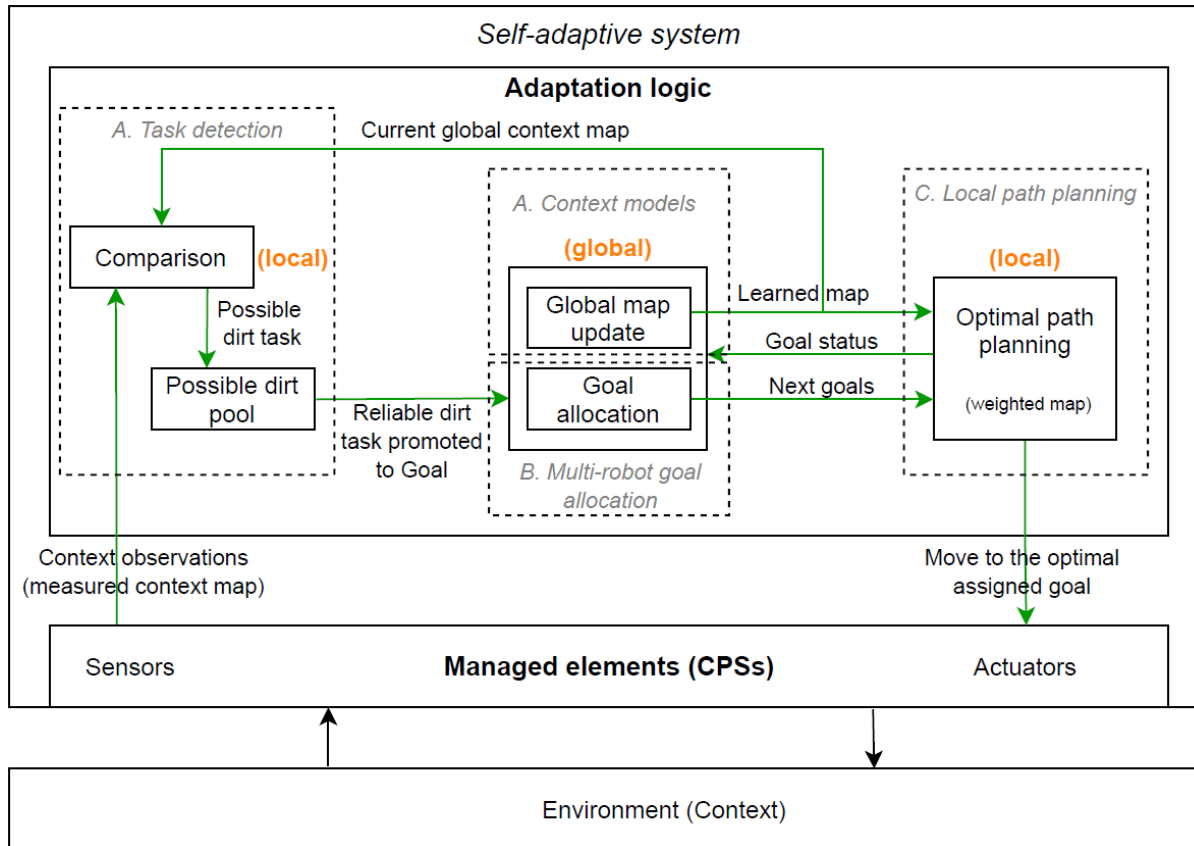 Self-adaptive system
Adaptation logic
A. Task detection
Current global context map
Comparison
(local)
Possible
dirt task
Possible dirt
pool
Reliable dirt
task promoted
to Goal
A. Context models
(global)
Global map
update
Goal
allocation
B. Multi-robot goal
allocation
Learned map
Goal status
Next goals
C. Local path planning
(local)
Optimal path
planning
(weighted map)
Context observations
(measured context map)
Move to the optimal
assigned goal
Sensors
Managed elements (CPSs)
Actuators
Environment (Context)